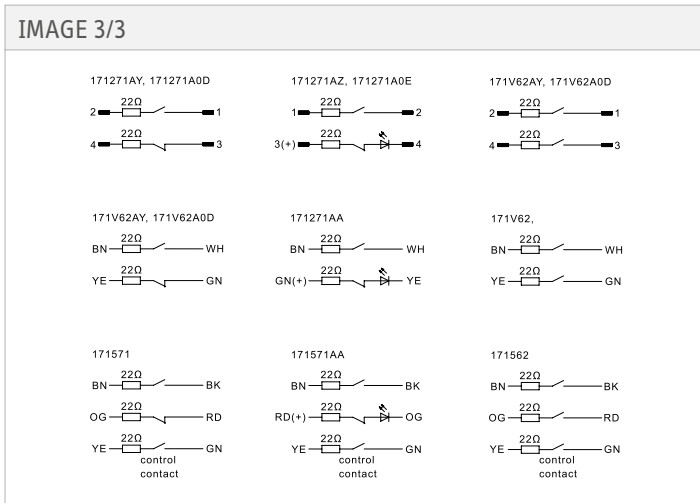 IMAGE 3/3
171271AY, 171271A0D
22Ω
2 1
22Ω
4 3
171271AZ, 171271A0E
22Ω
1 2
22Ω
3(+) 4
171V62AY, 171V62A0D
22Ω
2 1
22Ω
4 3
171V62AY, 171V62A0D
22Ω
BN WH
22Ω
YE GN
171271AA
22Ω
BN WH
22Ω
GN(+) YE
171V62,
22Ω
BN WH
22Ω
YE GN
171571
22Ω
BN BK
22Ω
OG RD
22Ω
YE GN
control
contact
171571AA
22Ω
BN BK
22Ω
RD(+) OG
22Ω
YE GN
control
contact
171562
22Ω
BN BK
22Ω
OG RD
22Ω
YE GN
control
contact